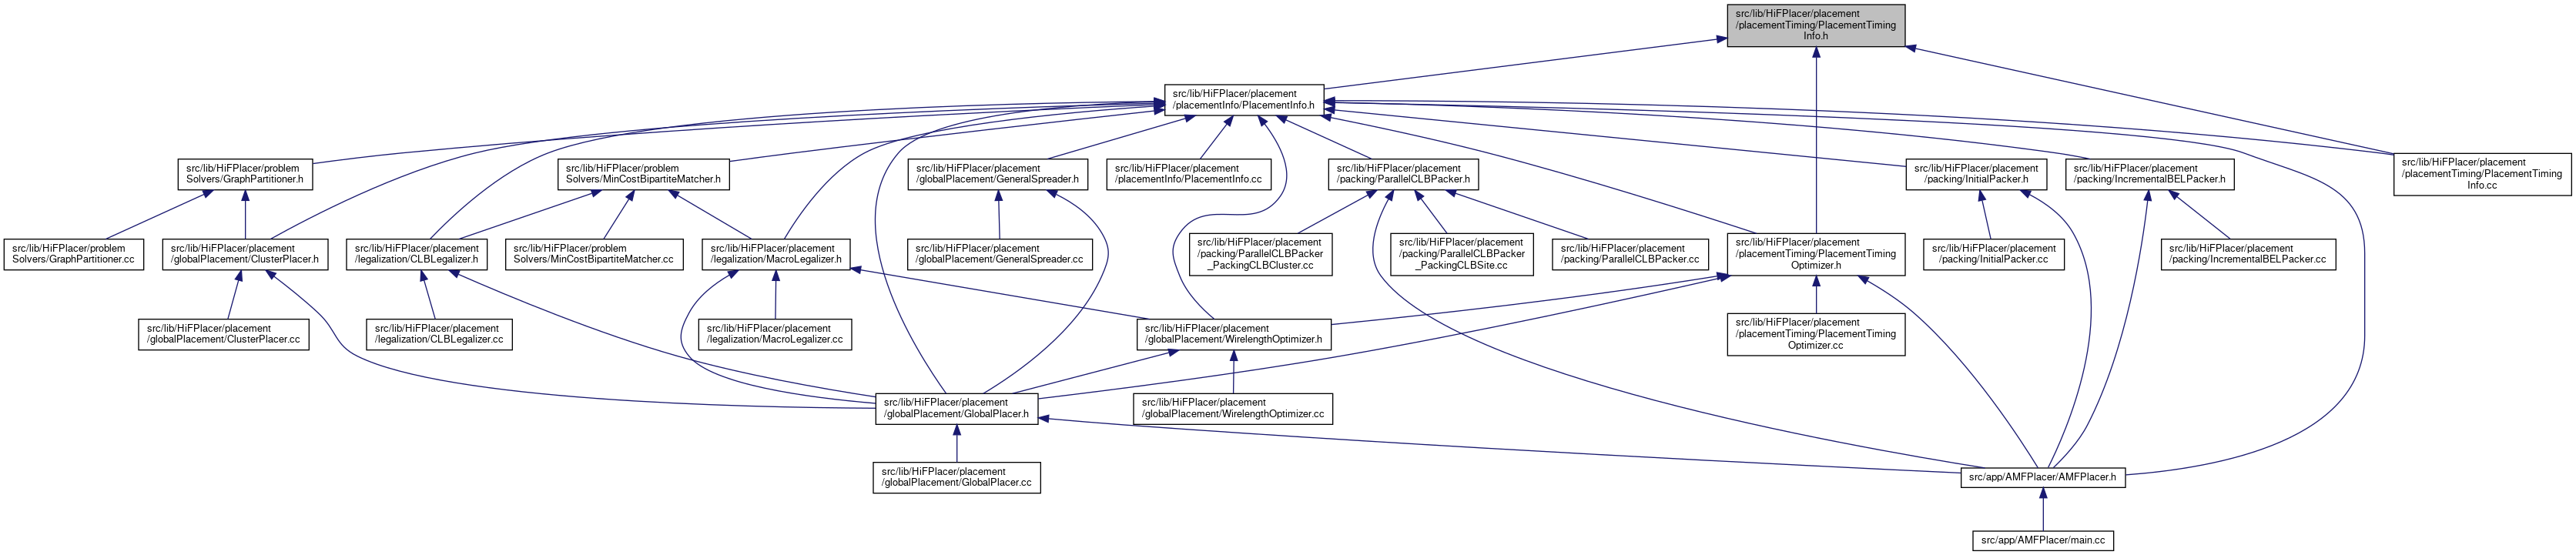 src/lib/HiFPlacer/placement
/placementTiming/PlacementTiming
Info.h
src/lib/HiFPlacer/placement
/placementInfo/PlacementInfo.h
src/lib/HiFPlacer/problem
Solvers/GraphPartitioner.h
src/lib/HiFPlacer/problem
Solvers/MinCostBipartiteMatcher.h
src/lib/HiFPlacer/placement
/globalPlacement/GeneralSpreader.h
src/lib/HiFPlacer/placement
/placementInfo/PlacementInfo.cc
src/lib/HiFPlacer/placement
/packing/ParallelCLBPacker.h
src/lib/HiFPlacer/placement
/packing/InitialPacker.h
src/lib/HiFPlacer/placement
/packing/IncrementalBELPacker.h
src/lib/HiFPlacer/placement
/placementTiming/PlacementTiming
Info.cc
src/lib/HiFPlacer/problem
Solvers/GraphPartitioner.cc
src/lib/HiFPlacer/placement
/globalPlacement/ClusterPlacer.h
src/lib/HiFPlacer/placement
/legalization/CLBLegalizer.h
src/lib/HiFPlacer/problem
Solvers/MinCostBipartiteMatcher.cc
src/lib/HiFPlacer/placement
/legalization/MacroLegalizer.h
src/lib/HiFPlacer/placement
/globalPlacement/GeneralSpreader.cc
src/lib/HiFPlacer/placement
/packing/ParallelCLBPacker
_PackingCLBCluster.cc
src/lib/HiFPlacer/placement
/packing/ParallelCLBPacker
_PackingCLBSite.cc
src/lib/HiFPlacer/placement
/packing/ParallelCLBPacker.cc
src/lib/HiFPlacer/placement
/placementTiming/PlacementTiming
Optimizer.h
src/lib/HiFPlacer/placement
/packing/InitialPacker.cc
src/lib/HiFPlacer/placement
/packing/IncrementalBELPacker.cc
src/lib/HiFPlacer/placement
/globalPlacement/ClusterPlacer.cc
src/lib/HiFPlacer/placement
/legalization/CLBLegalizer.cc
src/lib/HiFPlacer/placement
/legalization/MacroLegalizer.cc
src/lib/HiFPlacer/placement
/globalPlacement/WirelengthOptimizer.h
src/lib/HiFPlacer/placement
/placementTiming/PlacementTiming
Optimizer.cc
src/lib/HiFPlacer/placement
/globalPlacement/GlobalPlacer.h
src/lib/HiFPlacer/placement
/globalPlacement/WirelengthOptimizer.cc
src/lib/HiFPlacer/placement
/globalPlacement/GlobalPlacer.cc
src/app/AMFPlacer/AMFPlacer.h
src/app/AMFPlacer/main.cc